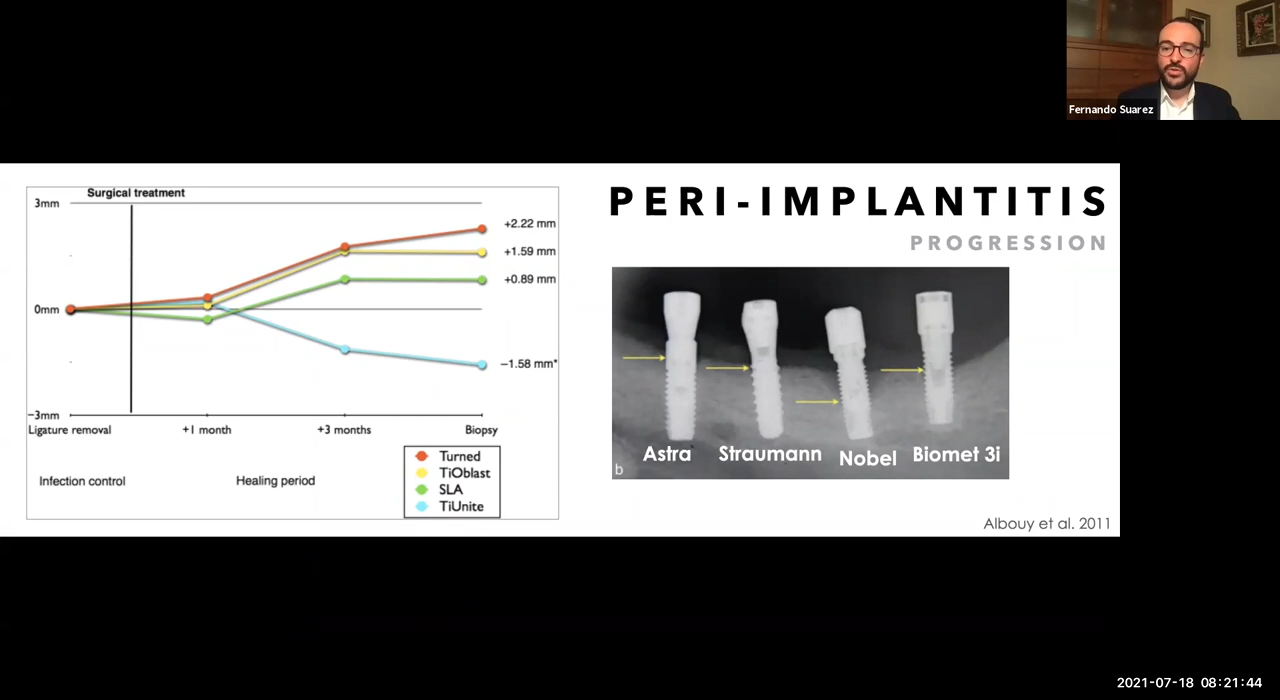 Fernando Suarez
Surgical treatment
3mm
+2.22 mm
+1.59 mm
+0.89 mm
0mm
−1.58 mm*
−3mm
Ligature removal
+1 month
+3 months
Biopsy
Infection control
Healing period
Turned
TiOblast
SLA
TiUnite
PERI-IMPLANTITIS
PROGRESSION
Astra
Straumann
Nobel
Biomet 3i
b
Albouy et al. 2011
2021-07-18 08:21:44